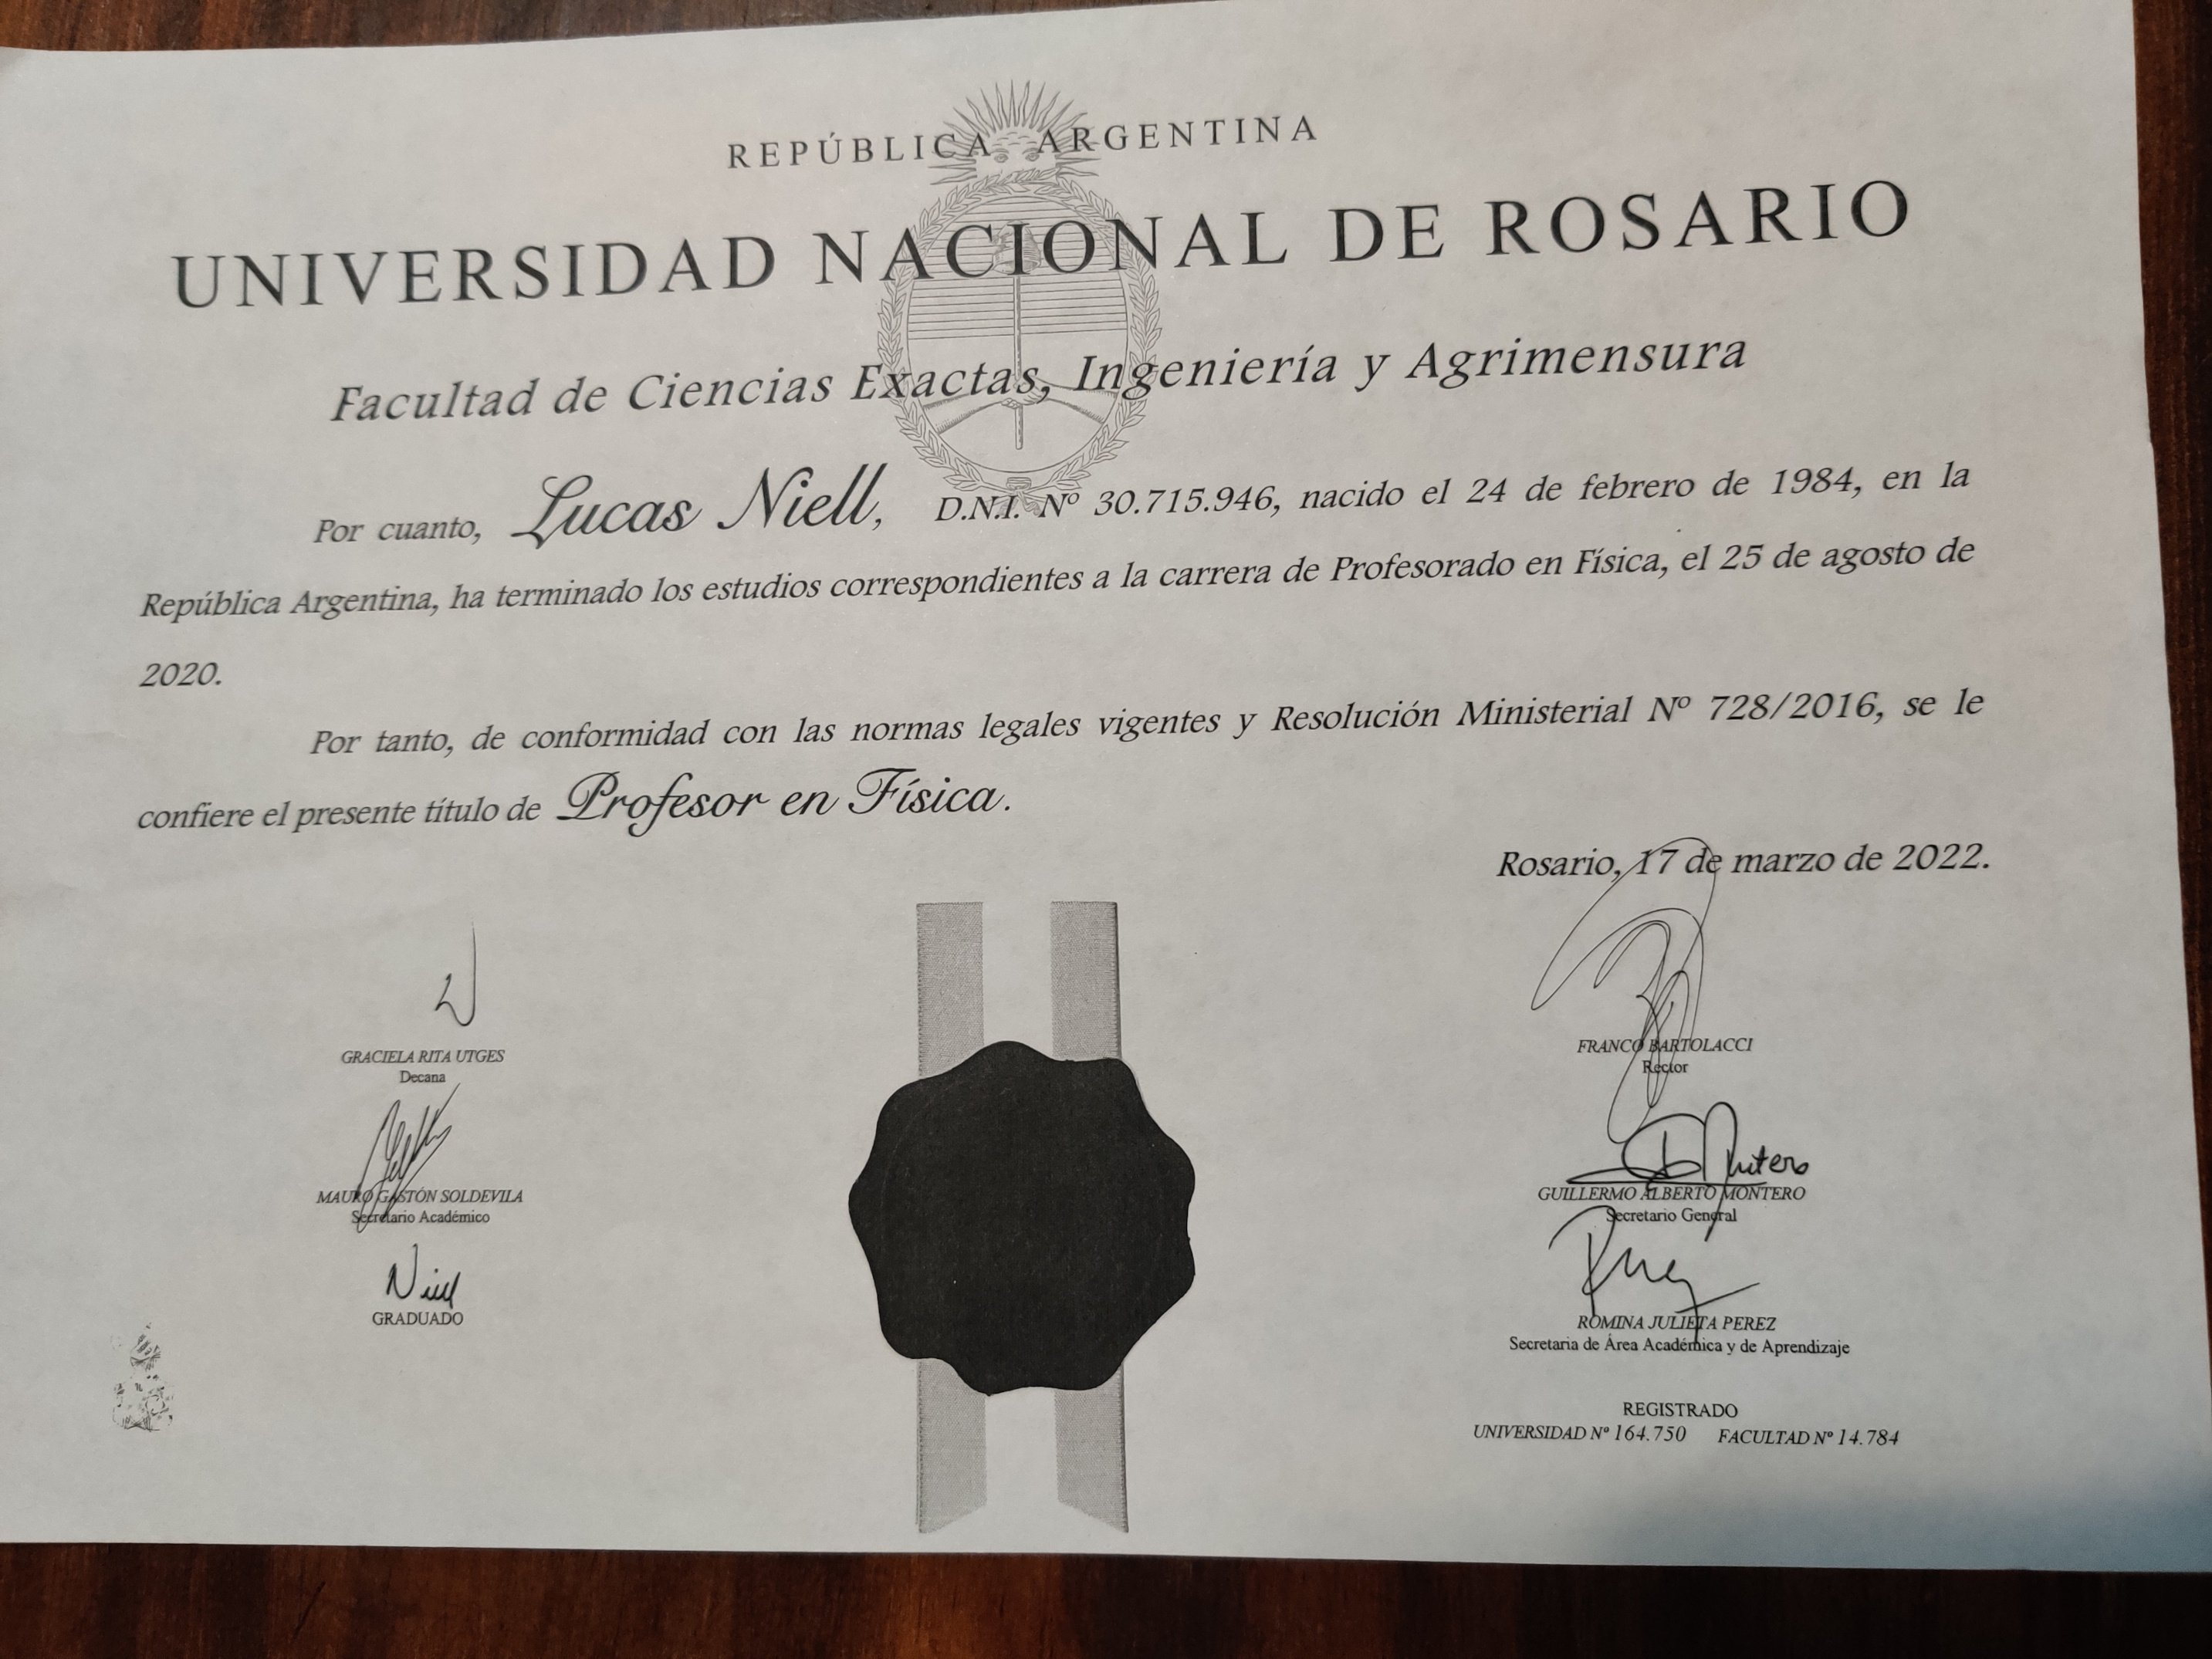 REPÚBLICA ARGENTINA
UNIVERSIDAD NACIONAL DE ROSARIO
Facultad de Ciencias Exactas, Ingeniería y Agrimensura
Por cuanto, Lucas Niell, D.N.I. Nº 30.715.946, nacido el 24 de febrero de 1984, en la
República Argentina, ha terminado los estudios correspondientes a la carrera de Profesorado en Física, el 25 de agosto de
2020.
Por tanto, de conformidad con las normas legales vigentes y Resolución Ministerial Nº 728/2016, se le
confiere el presente título de Profesor en Física.
Rosario, 17 de marzo de 2022.
GRACIELA RITA UTGES
Decana
MAURO GASTÓN SOLDEVILA
Secretario Académico
Niell
GRADUADO
FRANCO BARTOLACCI
Rector
GUILLERMO ALBERTO MONTERO
Secretario General
ROMINA JULIETA PEREZ
Secretaria de Área Académica y de Aprendizaje
REGISTRADO
UNIVERSIDAD Nº 164.750 FACULTAD Nº 14.784